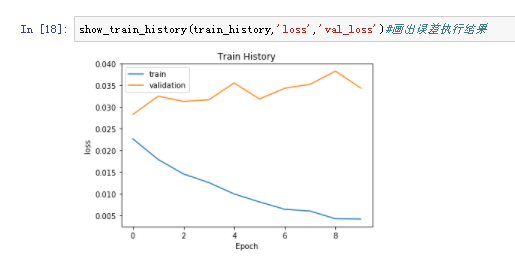 In [18]: show_train_history(train_history,'loss','val_loss')#画出误差执行结果
Train History
train
validation
0.040
0.035
0.030
0.025
0.020
0.015
0.010
0.005
loss
0 2 4 6 8
Epoch